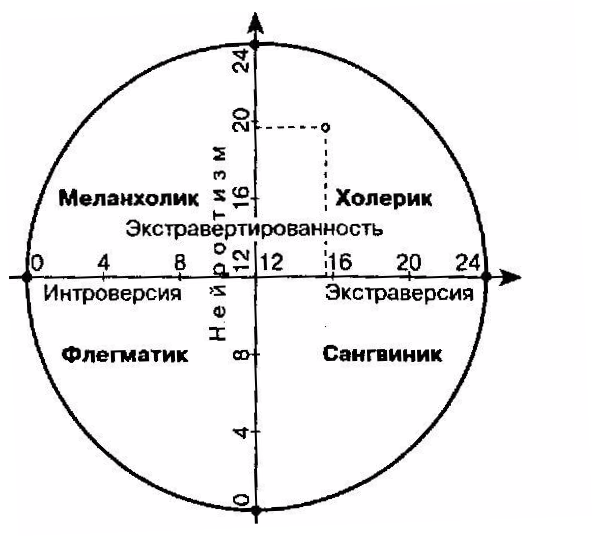 24
20
Нейротизм
16
Меланхолик
Холерик
Экстравертированность
0
4
8
12
12
16
20
24
Интроверсия
Экстраверсия
Флегматик
8
Сангвиник
4
0